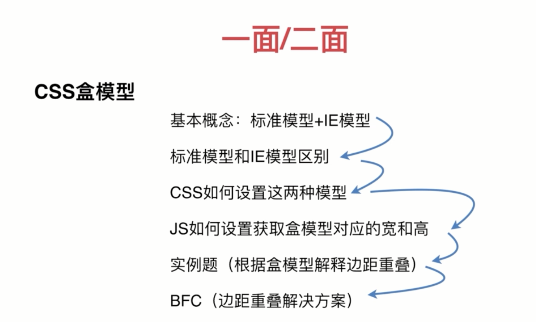 一面/二面
CSS盒模型
基本概念：标准模型+IE模型
标准模型和IE模型区别
CSS如何设置这两种模型
JS如何设置获取盒模型对应的宽和高
实例题（根据盒模型解释边距重叠）
BFC（边距重叠解决方案）